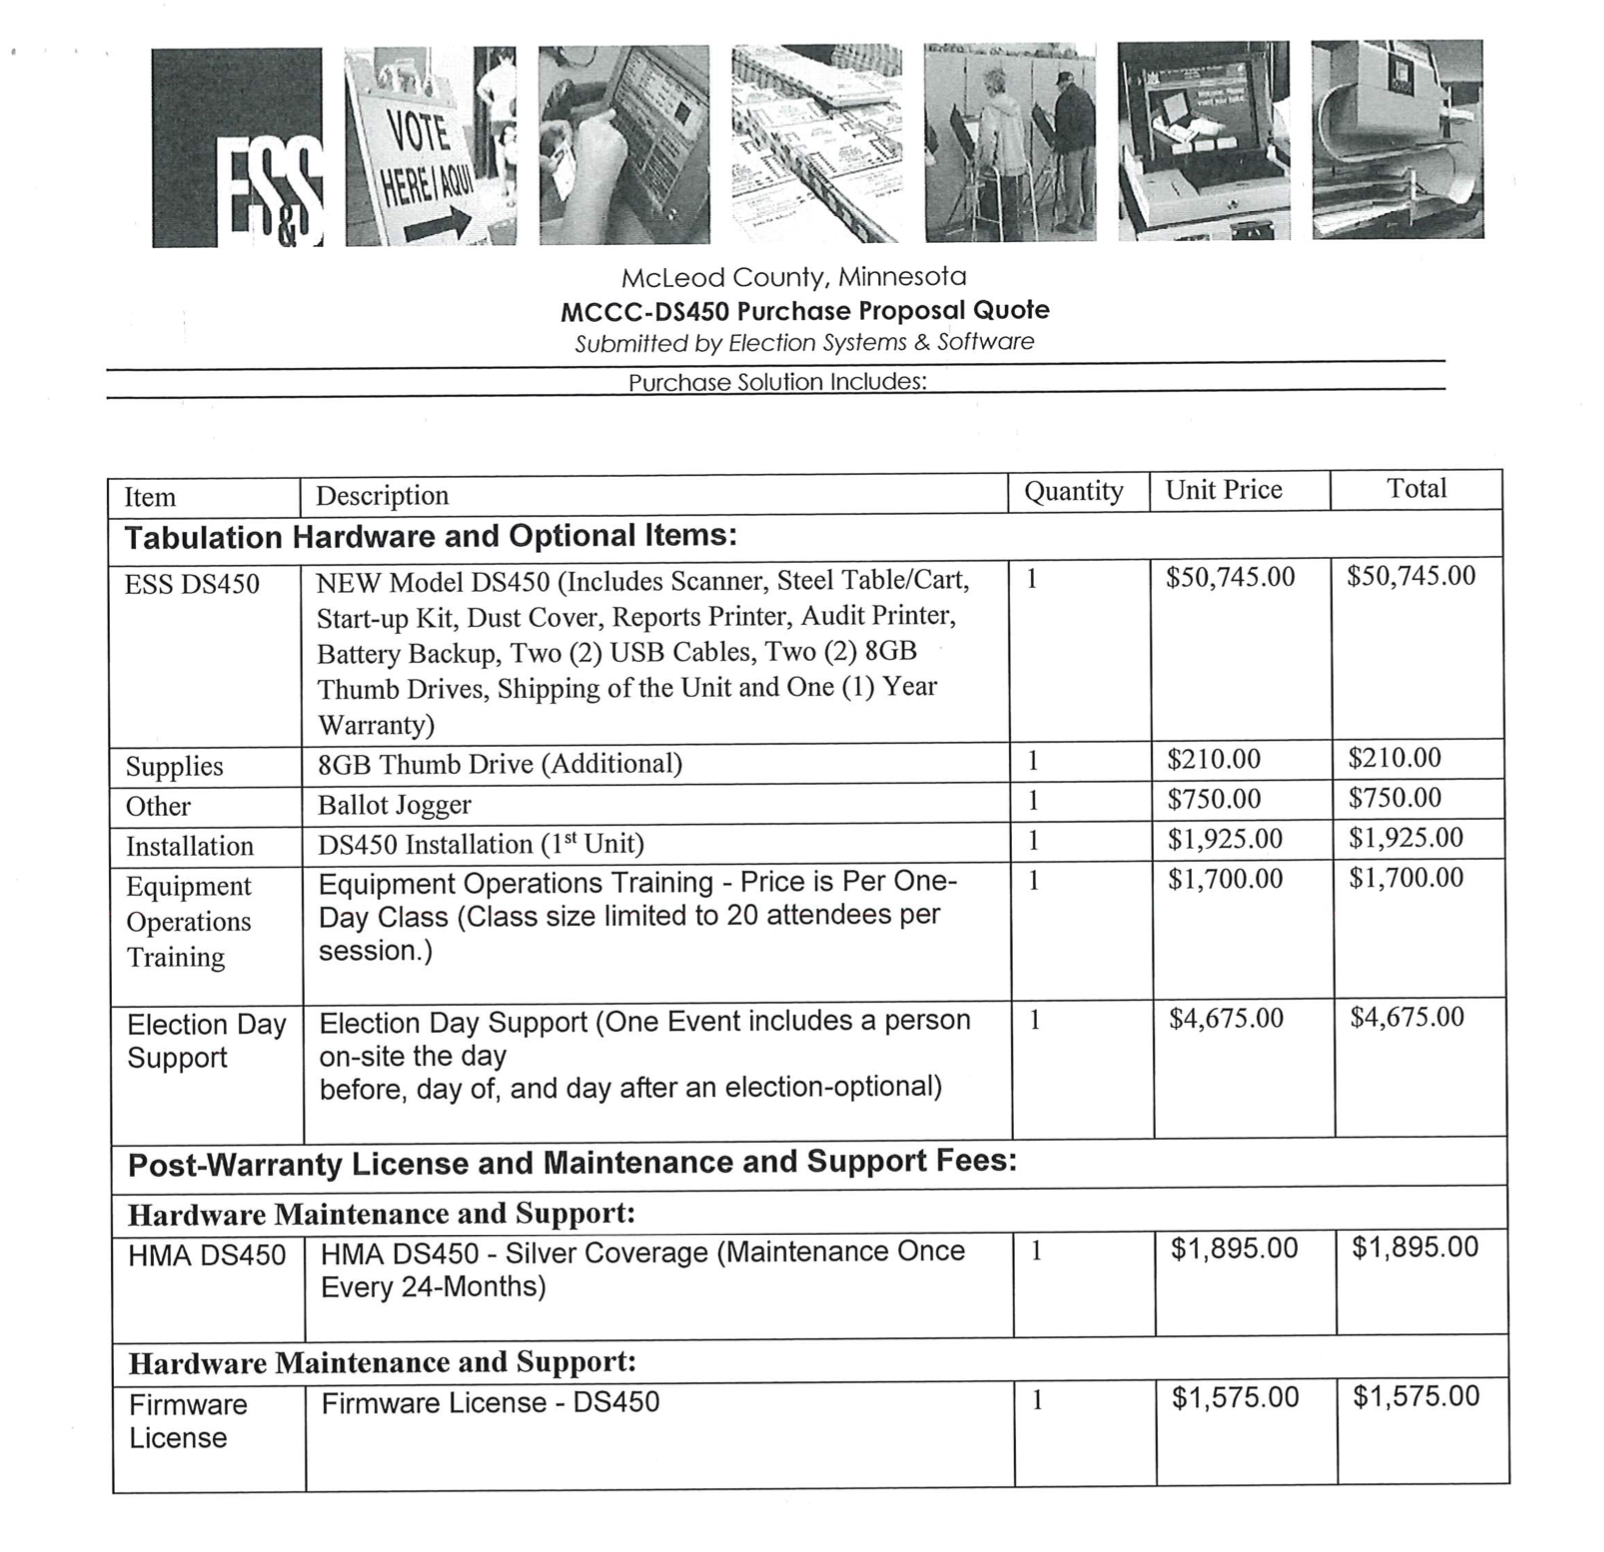 ESS
&
VOTE
HERE / AQUI
McLeod County, Minnesota
MCCC-DS450 Purchase Proposal Quote
Submitted by Election Systems & Software
Purchase Solution Includes:
Item Description Quantity Unit Price Total
Tabulation Hardware and Optional Items:
ESS DS450 NEW Model DS450 (Includes Scanner, Steel Table/Cart, 1 $50,745.00 $50,745.00
Start-up Kit, Dust Cover, Reports Printer, Audit Printer,
Battery Backup, Two (2) USB Cables, Two (2) 8GB
Thumb Drives, Shipping of the Unit and One (1) Year
Warranty)
Supplies 8GB Thumb Drive (Additional) 1 $210.00 $210.00
Other Ballot Jogger 1 $750.00 $750.00
Installation DS450 Installation (1st Unit) 1 $1,925.00 $1,925.00
Equipment Equipment Operations Training - Price is Per One- 1 $1,700.00 $1,700.00
Operations Day Class (Class size limited to 20 attendees per
Training session.)
Election Day Election Day Support (One Event includes a person 1 $4,675.00 $4,675.00
Support on-site the day
before, day of, and day after an election-optional)
Post-Warranty License and Maintenance and Support Fees:
Hardware Maintenance and Support:
HMA DS450 HMA DS450 - Silver Coverage (Maintenance Once 1 $1,895.00 $1,895.00
Every 24-Months)
Hardware Maintenance and Support:
Firmware Firmware License - DS450 1 $1,575.00 $1,575.00
License